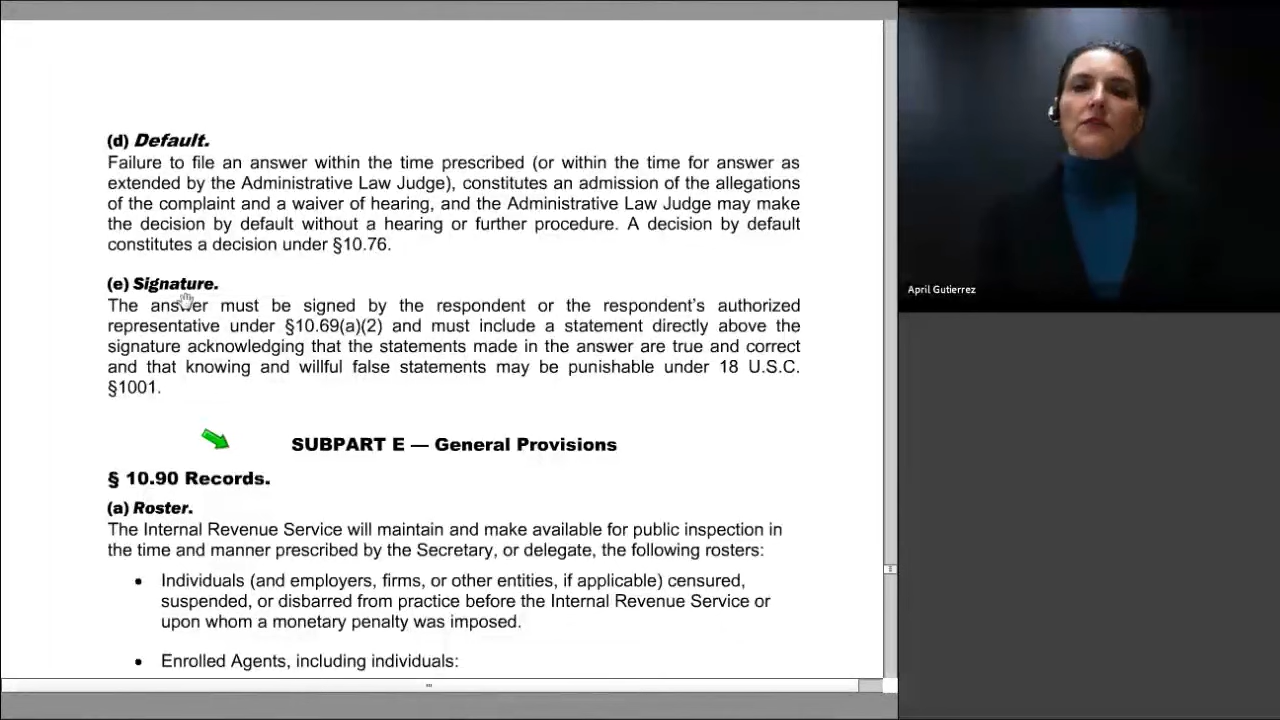 (d) Default.
Failure to file an answer within the time prescribed (or within the time for answer as
extended by the Administrative Law Judge), constitutes an admission of the allegations
of the complaint and a waiver of hearing, and the Administrative Law Judge may make
the decision by default without a hearing or further procedure. A decision by default
constitutes a decision under §10.76.
(e) Signature.
The answer must be signed by the respondent or the respondent's authorized
representative under §10.69(a)(2) and must include a statement directly above the
signature acknowledging that the statements made in the answer are true and correct
and that knowing and willful false statements may be punishable under 18 U.S.C.
§1001.
SUBPART E — General Provisions
§ 10.90 Records.
(a) Roster.
The Internal Revenue Service will maintain and make available for public inspection in
the time and manner prescribed by the Secretary, or delegate, the following rosters:
• Individuals (and employers, firms, or other entities, if applicable) censured,
suspended, or disbarred from practice before the Internal Revenue Service or
upon whom a monetary penalty was imposed.
• Enrolled Agents, including individuals:
April Gutierrez